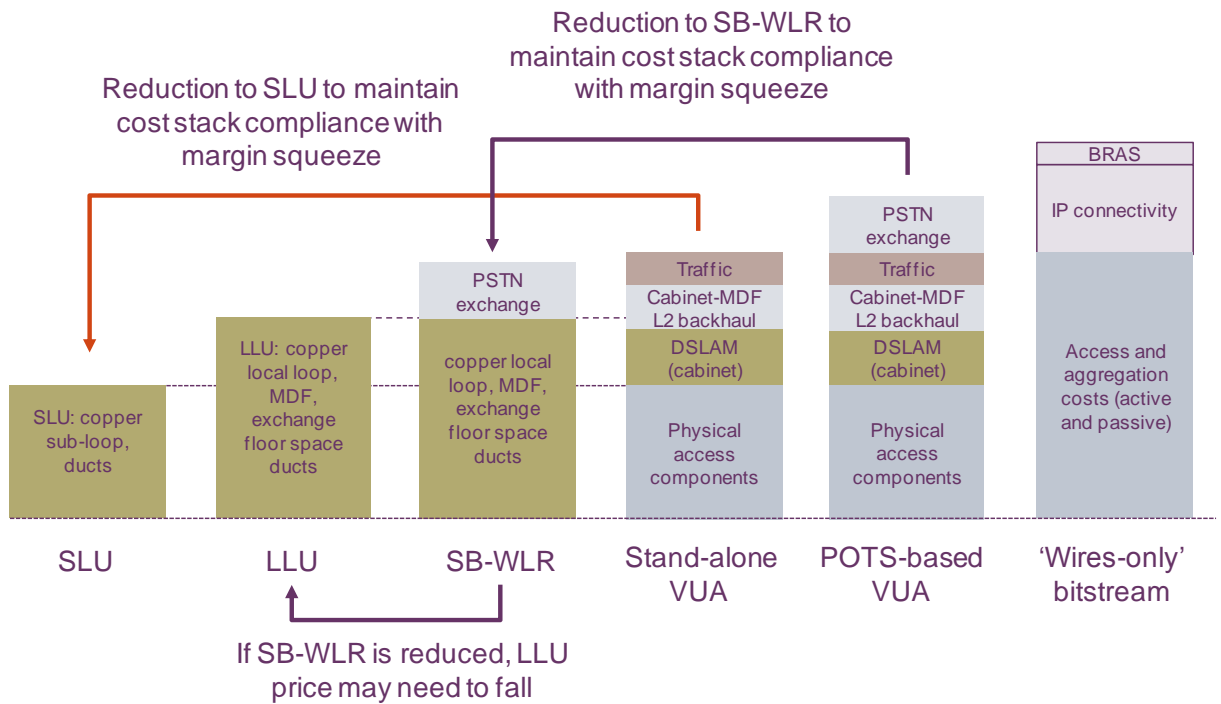 Reduction to SB-WLR to
maintain cost stack compliance
with margin squeeze
Reduction to SLU to maintain
cost stack compliance with
margin squeeze
SLU: copper
sub-loop,
ducts
LLU: copper
local loop,
MDF,
exchange
floor space
ducts
PSTN
exchange
copper local
loop, MDF,
exchange
floor space
ducts
Traffic
Cabinet-MDF
L2 backhaul
DSLAM
(cabinet)
Physical
access
components
PSTN
exchange
Traffic
Cabinet-MDF
L2 backhaul
DSLAM
(cabinet)
Physical
access
components
BRAS
IP connectivity
Access and
aggregation
costs (active
and passive)
SLU
LLU
SB-WLR
Stand-alone
VUA
POTS-based
VUA
‘Wires-only’
bitstream
If SB-WLR is reduced, LLU
price may need to fall